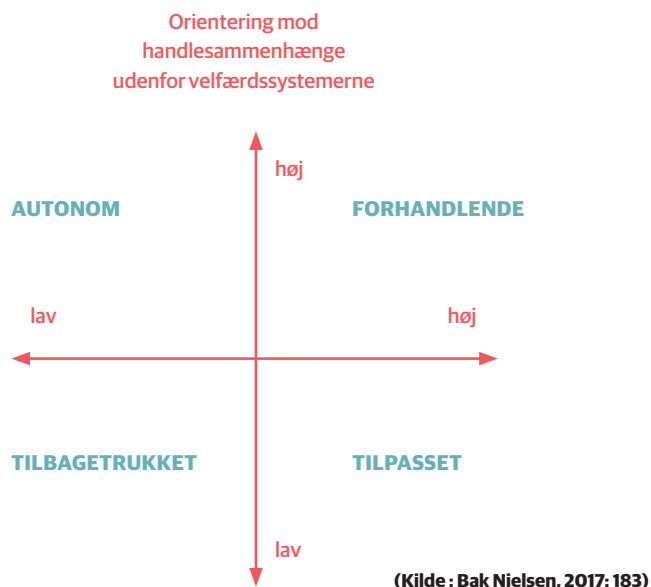 Orientering mod
handlesammenhænge
udenfor velfærdssystemerne
høj
AUTONOM
FORHANDLENDE
lav
høj
TILBAGETRUKKET
TILPASSET
lav
(Kilde : Bak Nielsen, 2017: 183)